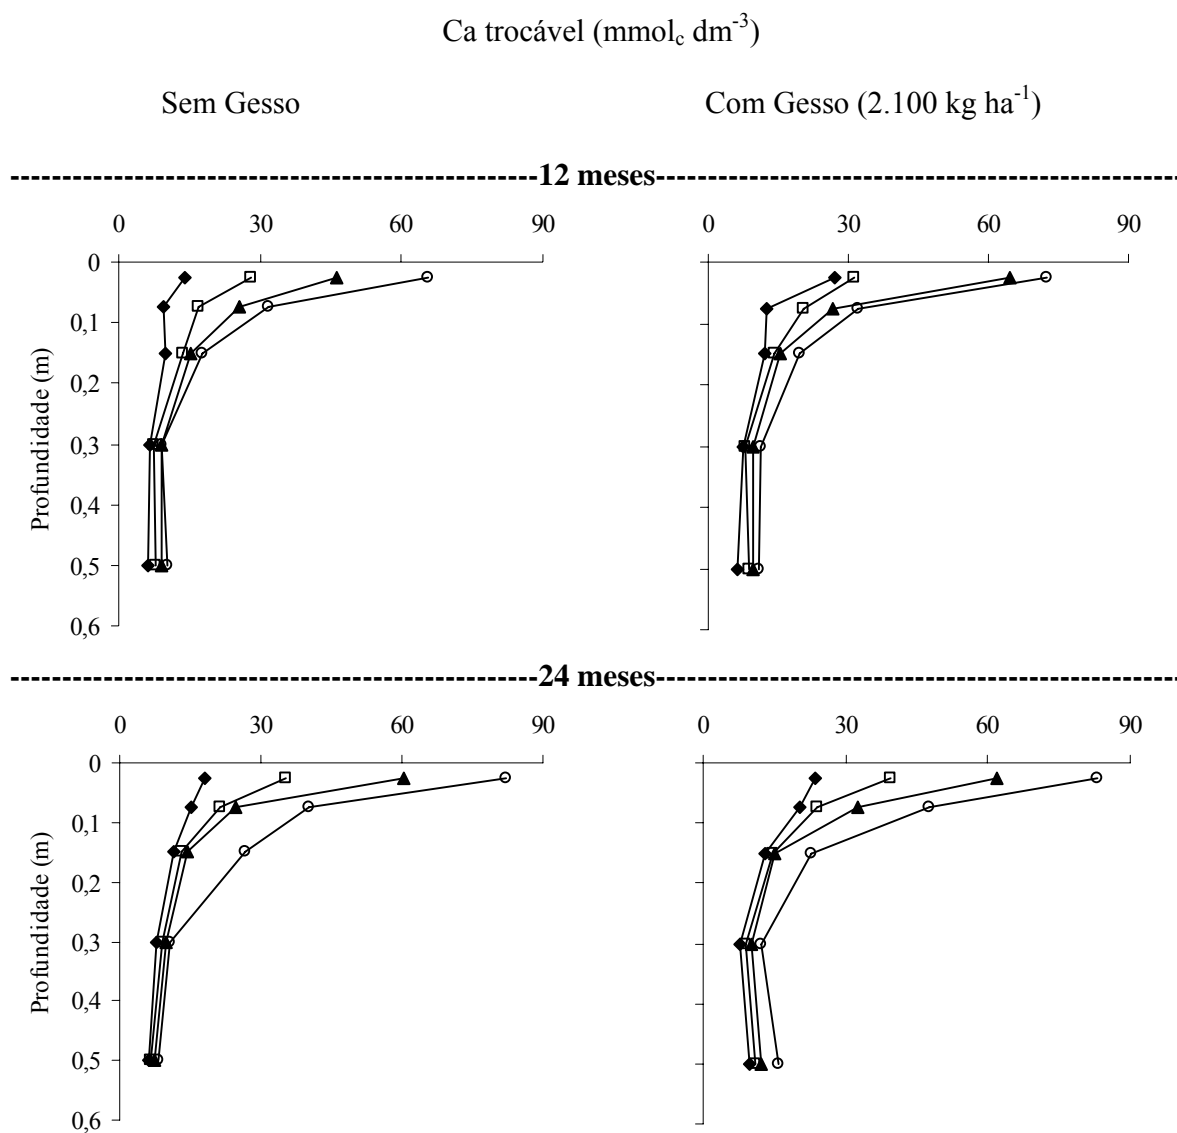 Ca trocável (mmolc dm-3)
Sem Gesso
Com Gesso (2.100 kg ha-1)
12 meses
0 30 60 90
0 30 60 90
0
0,1
0,2
0,3
0,4
0,5
0,6
Profundidade (m)
24 meses
0 30 60 90
0 30 60 90
0
0,1
0,2
0,3
0,4
0,5
0,6
Profundidade (m)